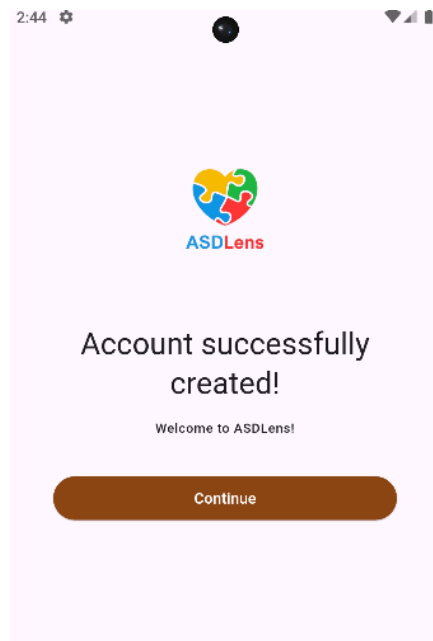 2:44
ASDLens
Account successfully
created!
Welcome to ASDLens!
Continue